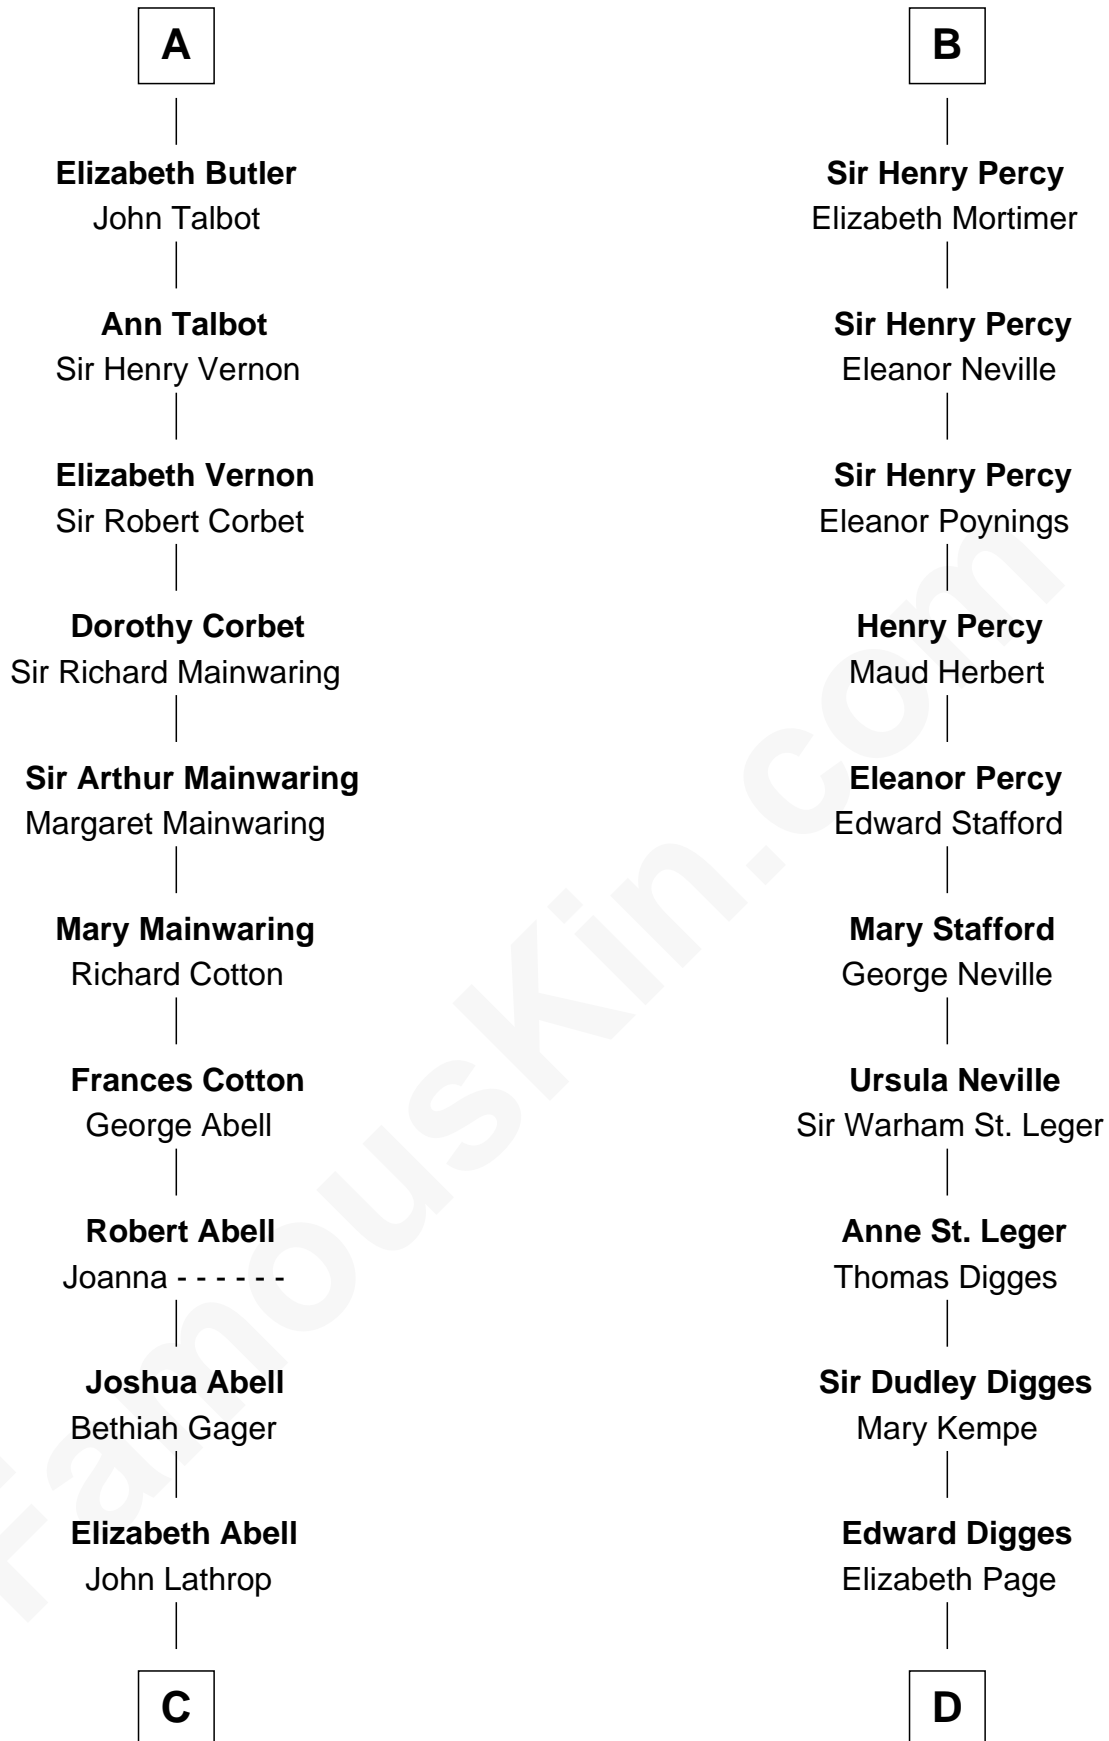 A
Elizabeth Butler
John Talbot
Ann Talbot
Sir Henry Vernon
Elizabeth Vernon
Sir Robert Corbet
Dorothy Corbet
Sir Richard Mainwaring
Sir Arthur Mainwaring
Margaret Mainwaring
Mary Mainwaring
Richard Cotton
Frances Cotton
George Abell
Robert Abell
Joanna - - - - - -
Joshua Abell
Bethiah Gager
Elizabeth Abell
John Lathrop
C
B
Sir Henry Percy
Elizabeth Mortimer
Sir Henry Percy
Eleanor Neville
Sir Henry Percy
Eleanor Poynings
Henry Percy
Maud Herbert
Eleanor Percy
Edward Stafford
Mary Stafford
George Neville
Ursula Neville
Sir Warham St. Leger
Anne St. Leger
Thomas Digges
Sir Dudley Digges
Mary Kempe
Edward Digges
Elizabeth Page
D
FamousKin.com